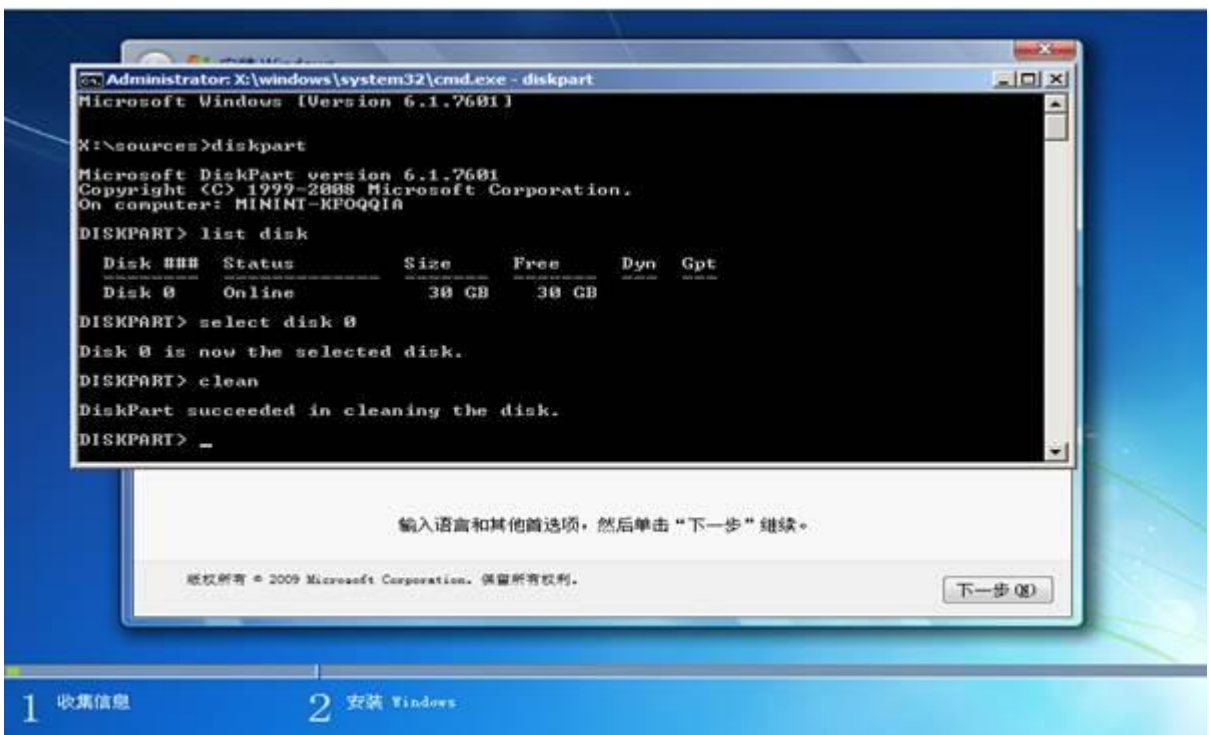 安装 Windows
Administrator: X:\windows\system32\cmd.exe - diskpart
Microsoft Windows [Version 6.1.7601]
X:\sources>diskpart
Microsoft DiskPart version 6.1.7601
Copyright (C) 1999-2008 Microsoft Corporation.
On computer: MININT-KPOQQIA
DISKPART> list disk
Disk ### Status Size Free Dyn Gpt
-------- ------------- ------- ------- --- ---
Disk 0 Online 30 GB 30 GB
DISKPART> select disk 0
Disk 0 is now the selected disk.
DISKPART> clean
DiskPart succeeded in cleaning the disk.
DISKPART> _
输入语言和其他首选项，然后单击“下一步”继续。
版权所有 © 2009 Microsoft Corporation。保留所有权利。
下一步(N)
1 收集信息
2 安装 Windows